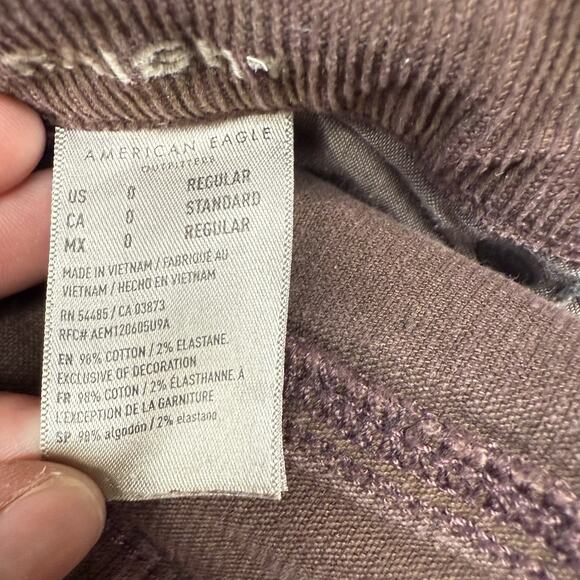 AMERICAN EAGLE
OUTFITTERS
US 0 REGULAR
CA 0 STANDARD
MX 0 REGULAR
MADE IN VIETNAM / FABRIQUÉ AU
VIETNAM / HECHO EN VIETNAM
RN 54485 / CA 03873
RFC# AEM120605U9A
EN 98% COTTON / 2% ELASTANE.
EXCLUSIVE OF DECORATION
FR 98% COTON / 2% ÉLASTHANNE. À
L'EXCEPTION DE LA GARNITURE
SP 98% algodón / 2% elastano.